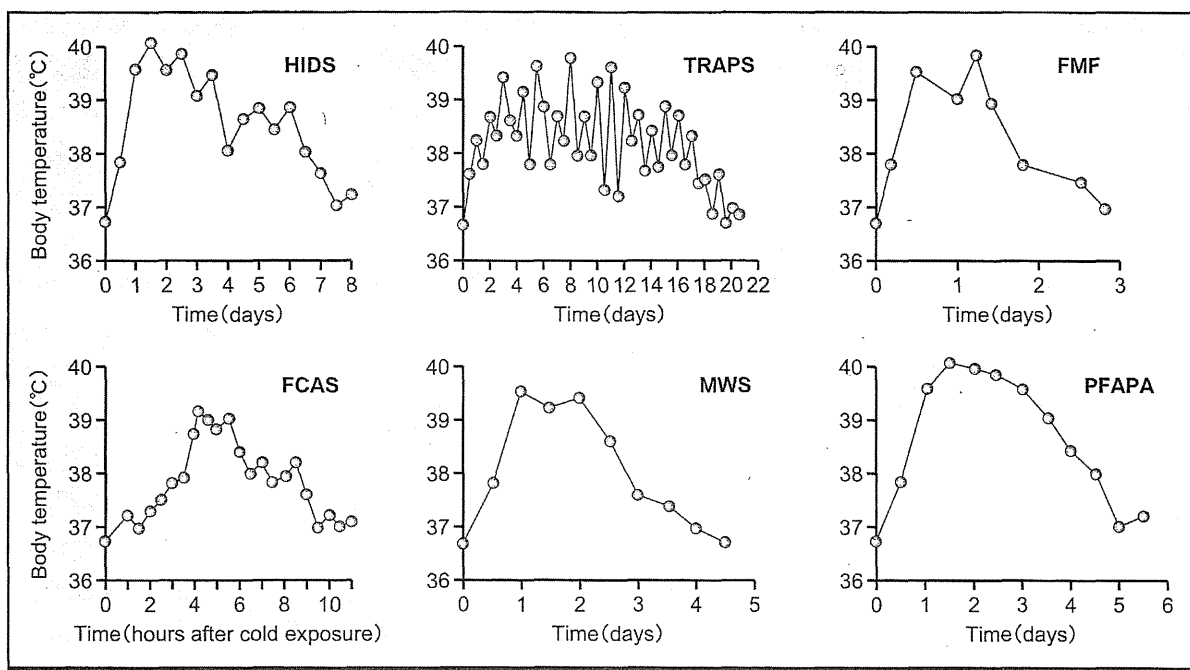 HIDS
40
39
38
37
36
Body temperature(℃)
0 1 2 3 4 5 6 7 8
Time(days)
TRAPS
40
39
38
37
36
0 2 4 6 8 10 12 14 16 18 20 22
Time(days)
FMF
40
39
38
37
36
0 1 2 3
Time(days)
FCAS
40
39
38
37
36
Body temperature(℃)
0 2 4 6 8 10
Time(hours after cold exposure)
MWS
40
39
38
37
36
0 1 2 3 4 5
Time(days)
PFAPA
40
39
38
37
36
0 1 2 3 4 5 6
Time(days)